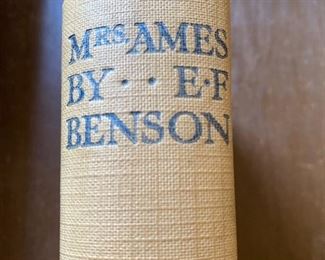 MRS. AMES
BY·· E·F
BENSON